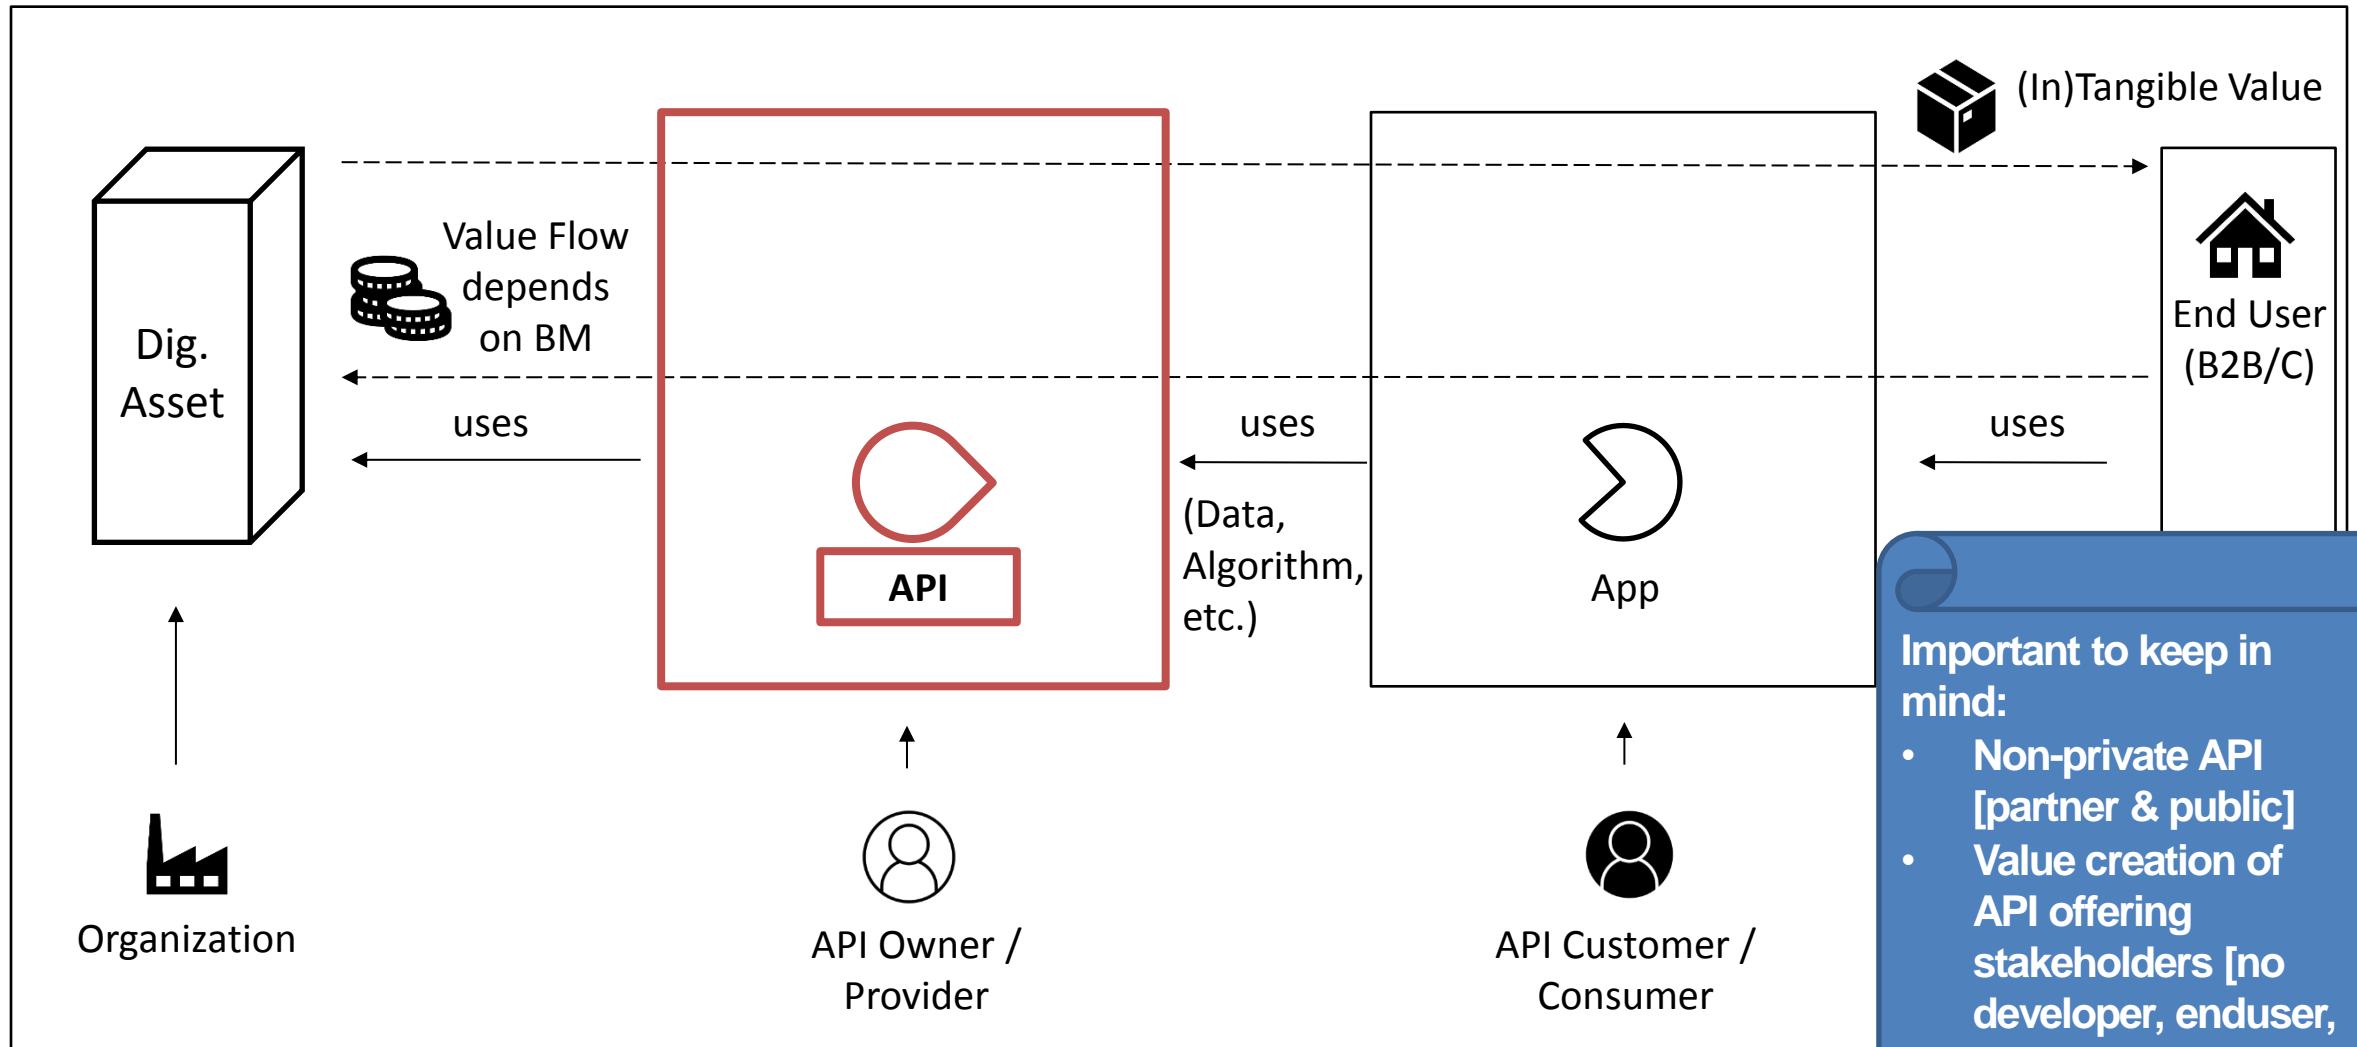 (In)Tangible Value
Value Flow
depends
on BM
Dig.
Asset
End User
(B2B/C)
uses
uses
uses
(Data,
Algorithm,
etc.)
API
App
Organization
API Owner /
Provider
API Customer /
Consumer
Important to keep in
mind:
• Non-private API
[partner & public]
• Value creation of
API offering
stakeholders [no
developer, enduser,